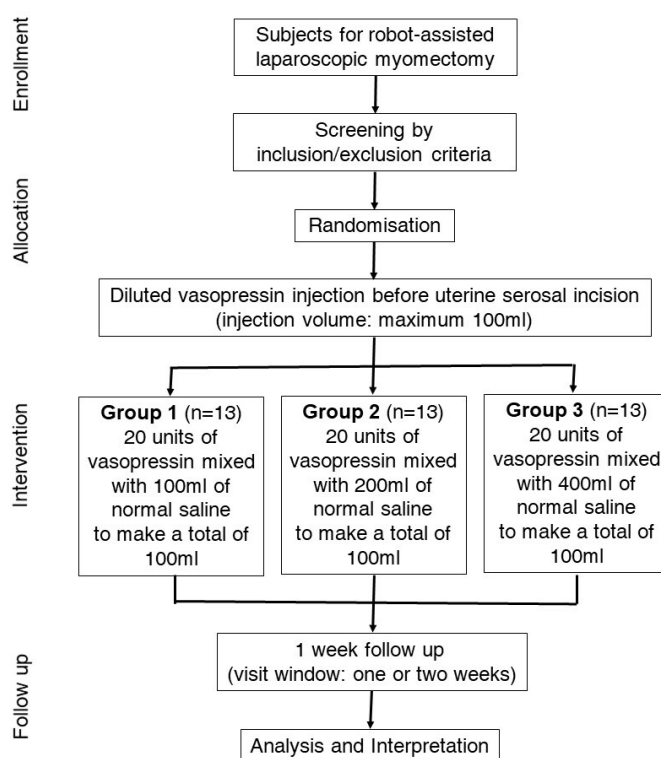 Enrollment
Subjects for robot-assisted
laparoscopic myomectomy
Screening by
inclusion/exclusion criteria
Allocation
Randomisation
Diluted vasopressin injection before uterine serosal incision
(injection volume: maximum 100ml)
Intervention
Group 1 (n=13)
20 units of
vasopressin mixed
with 100ml of
normal saline
to make a total of
100ml
Group 2 (n=13)
20 units of
vasopressin mixed
with 200ml of
normal saline
to make a total of
100ml
Group 3 (n=13)
20 units of
vasopressin mixed
with 400ml of
normal saline
to make a total of
100ml
Follow up
1 week follow up
(visit window: one or two weeks)
Analysis and Interpretation